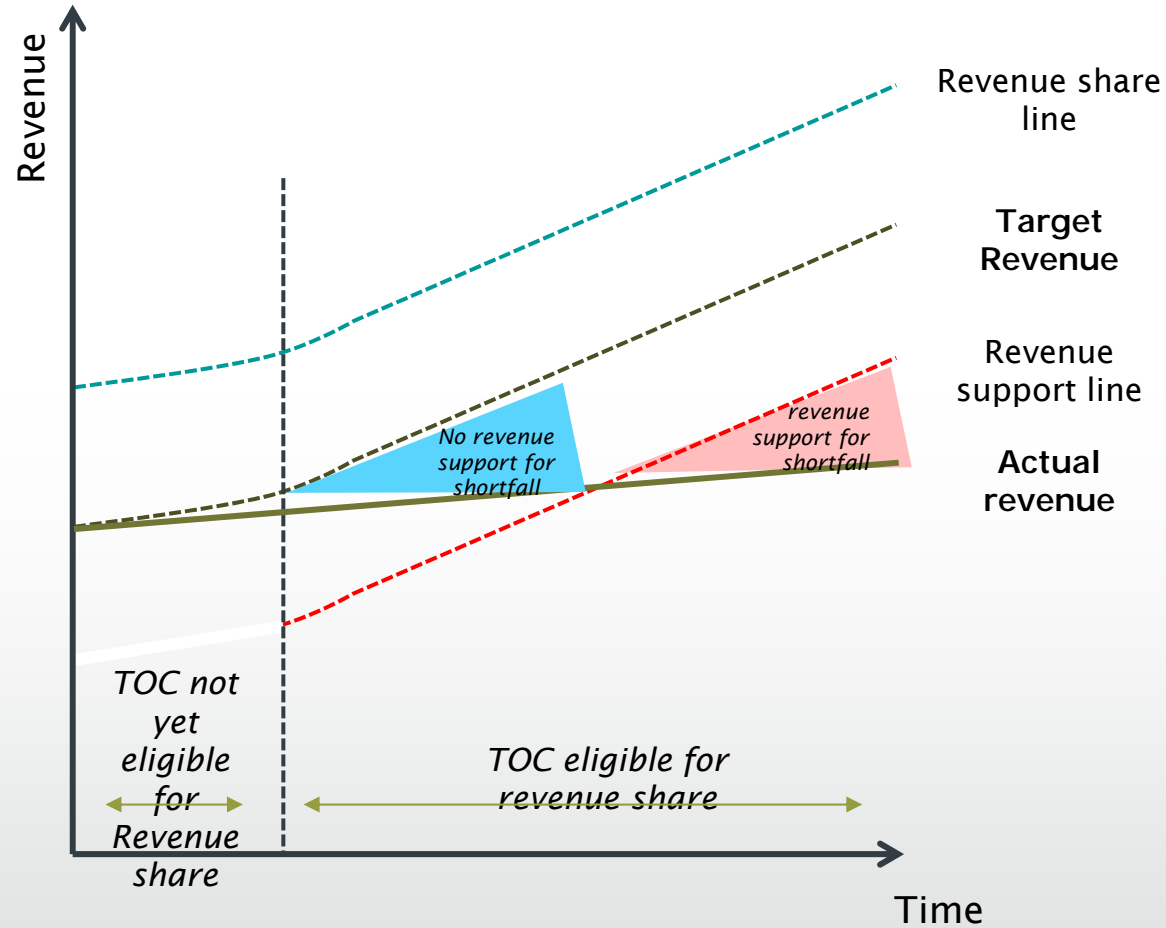 Revenue
Revenue share
line
Target
Revenue
Revenue
support line
Actual
revenue
No revenue
support for
shortfall
revenue
support for
shortfall
TOC not
yet
eligible
for
Revenue
share
TOC eligible for
revenue share
Time